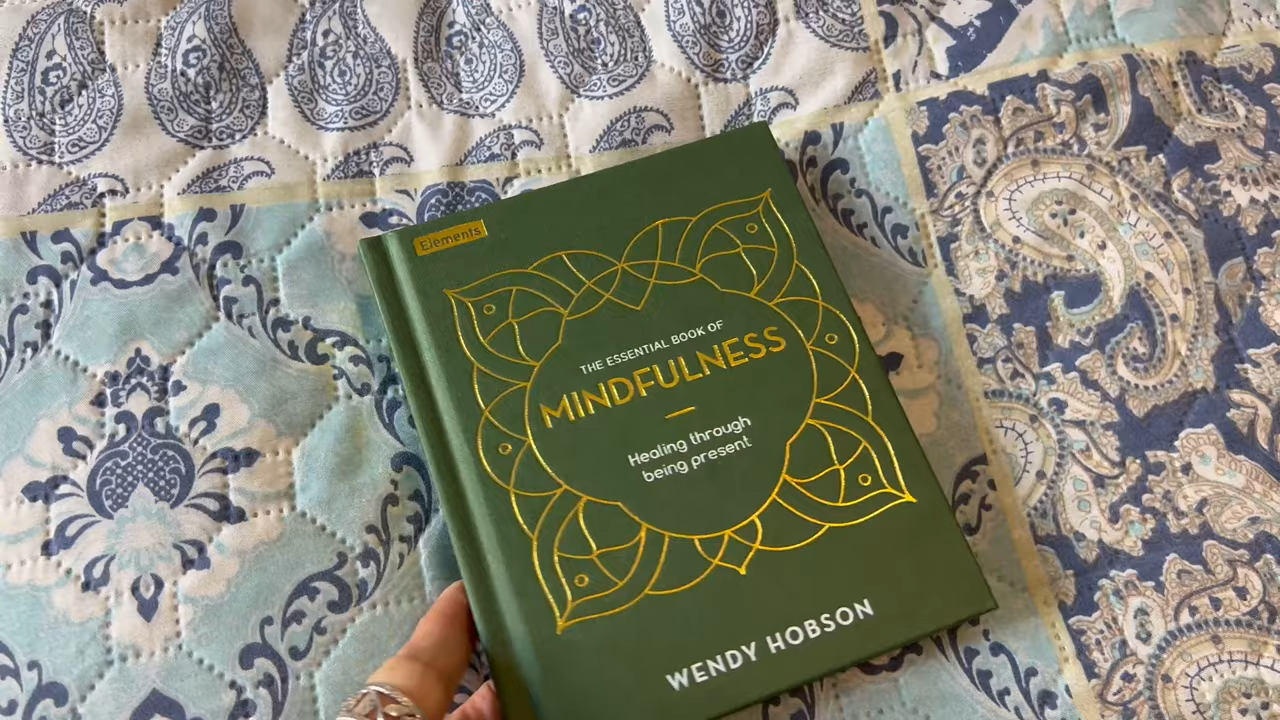 Elements
THE ESSENTIAL BOOK OF
MINDFULNESS
Healing through
being present
WENDY HOBSON